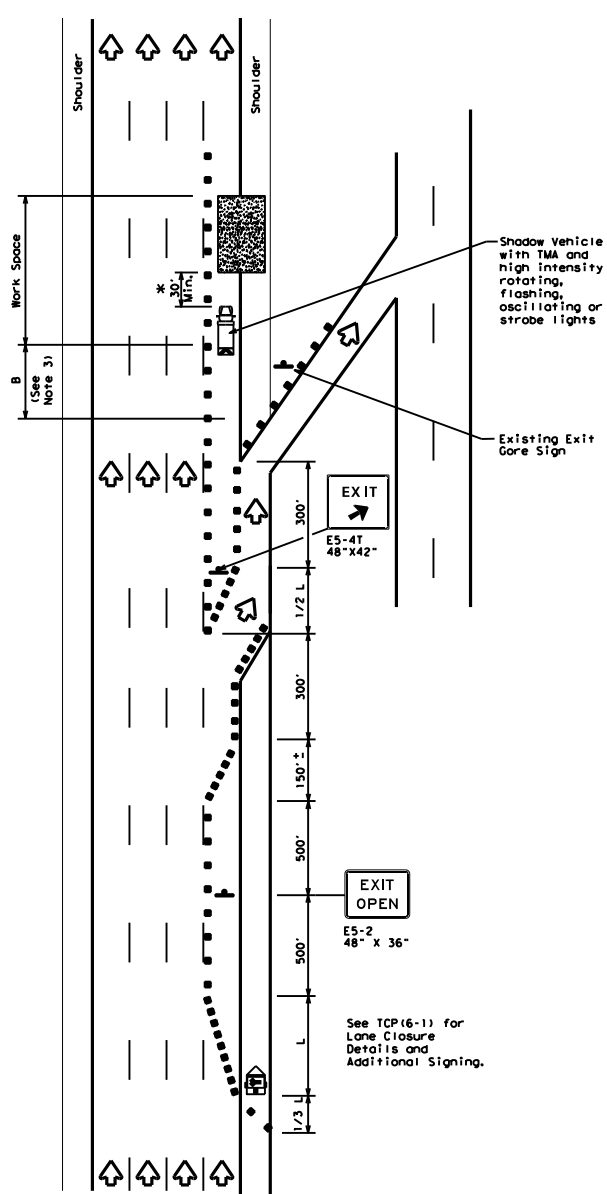 Shoulder
Shoulder
Work Space
*
30'
Min.
B
(See
Note 3)
Shadow Vehicle
with TMA and
high intensity
rotating,
flashing,
oscillating or
strobe lights
Existing Exit
Gore Sign
EXIT
E5-4T
48"X42"
300'
1/2 L
300'
150'±
500'
EXIT
OPEN
E5-2
48" X 36"
500'
L
See TCP(6-1) for
Lane Closure
Details and
Additional Signing.
1/3 L